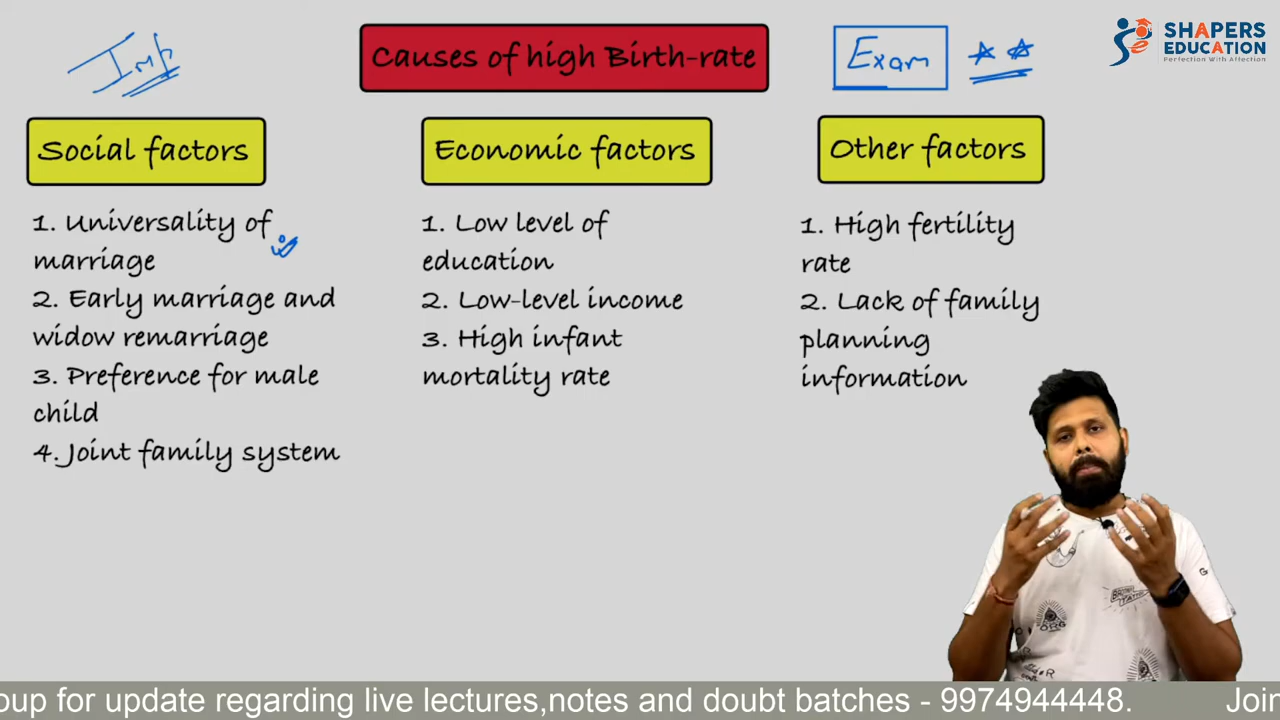 Imp
Causes of high Birth-rate
Exam
SHAPERS
EDUCATION
Perfection With Affection
Social factors
1. Universality of
marriage
2. Early marriage and
widow remarriage
3. Preference for male
child
4. Joint family system
Economic factors
1. Low level of
education
2. Low-level income
3. High infant
mortality rate
Other factors
1. High fertility
rate
2. Lack of family
planning
information
oup for update regarding live lectures,notes and doubt batches - 9974944448. Join